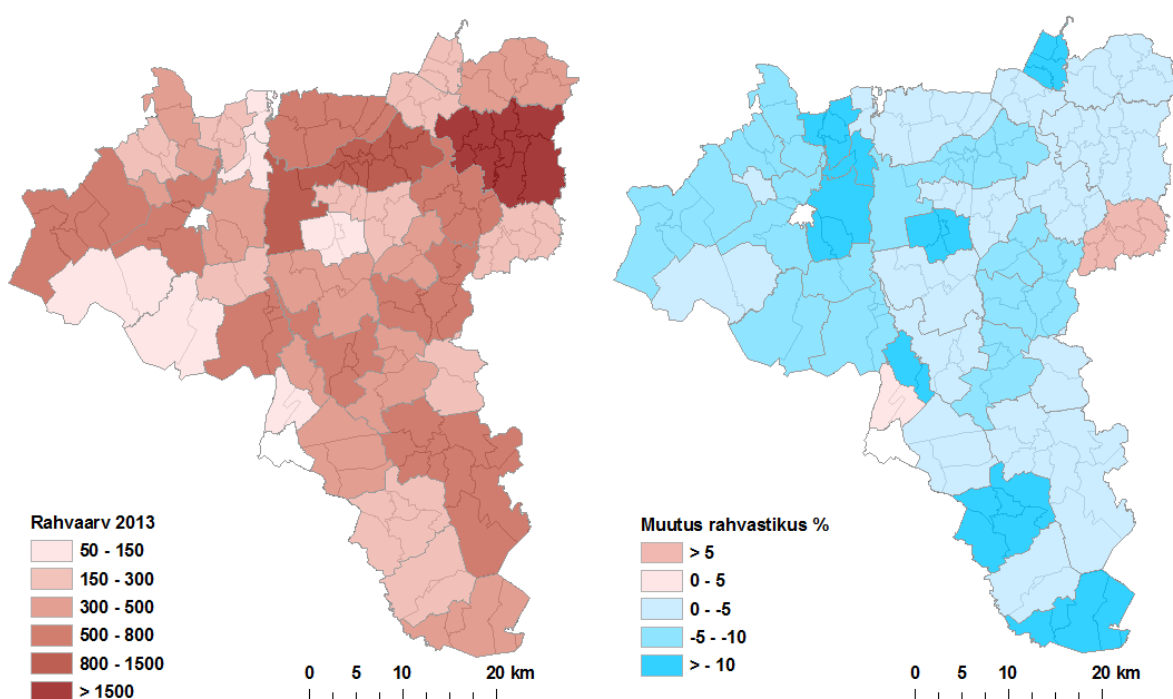 Rahvaarv 2013
50 - 150
150 - 300
300 - 500
500 - 800
800 - 1500
> 1500
0 5 10 20 km
Muutus rahvastikus %
> 5
0 - 5
0 - -5
-5 - -10
> - 10
0 5 10 20 km